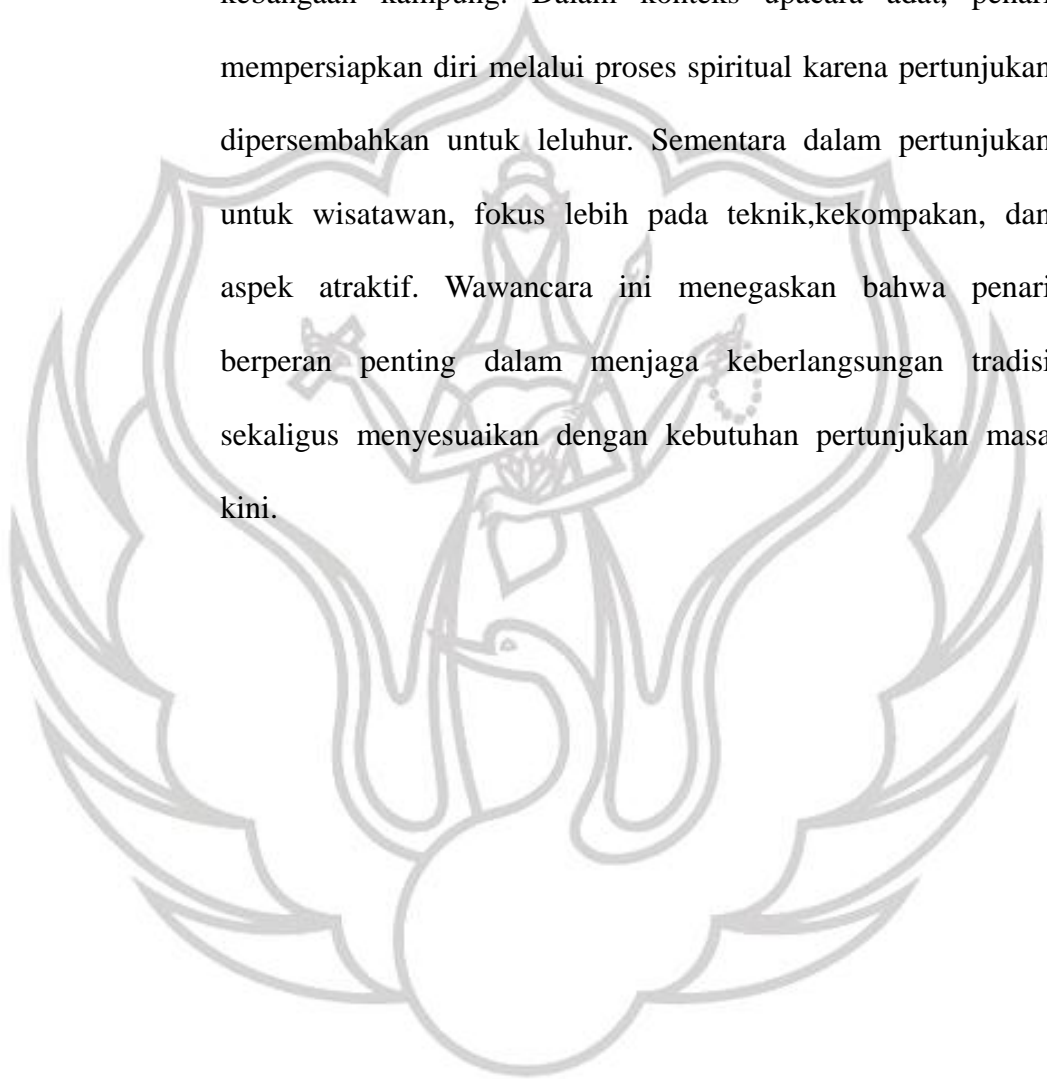 kebangaan kampung. Dalam konteks upacara adat, penari
mempersiapkan diri melalui proses spiritual karena pertunjukan
dipersembahkan untuk leluhur. Sementara dalam pertunjukan
untuk wisatawan, fokus lebih pada teknik,kekompakan, dan
aspek atraktif. Wawancara ini menegaskan bahwa penari
berperan penting dalam menjaga keberlangsungan tradisi
sekaligus menyesuaikan dengan kebutuhan pertunjukan masa
kini.